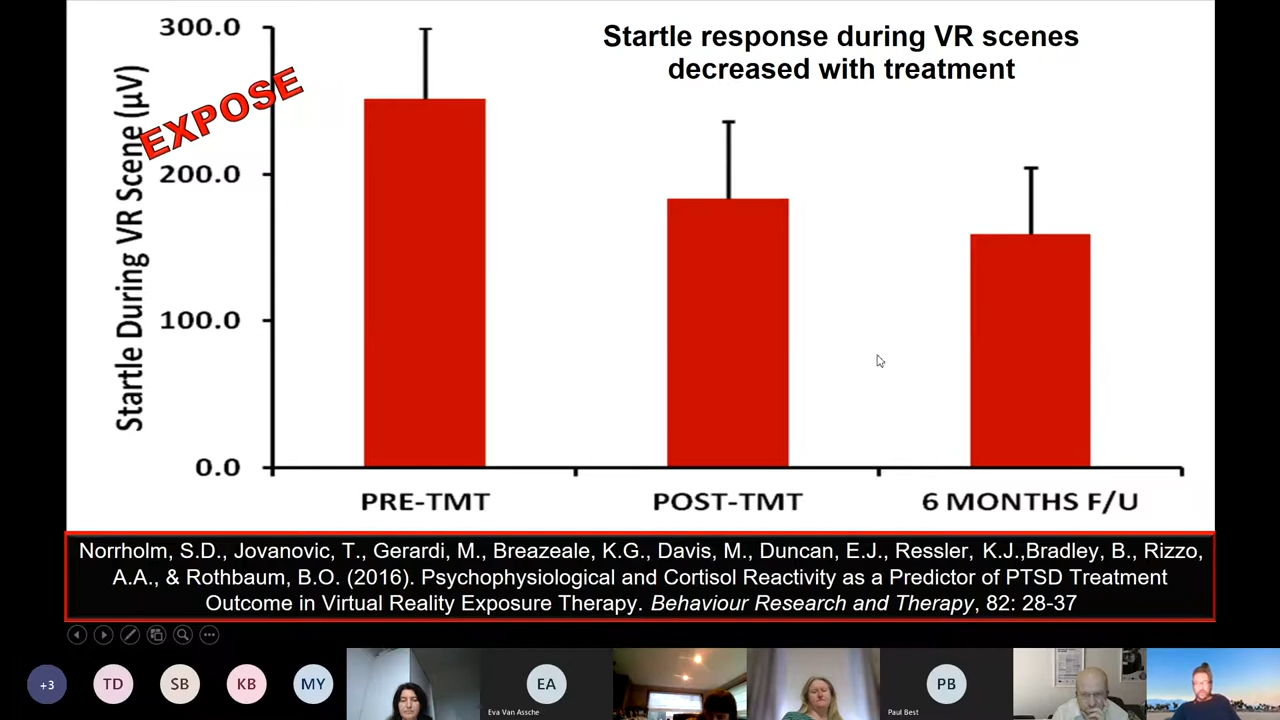 Startle response during VR scenes
decreased with treatment
EXPOSE
Startle During VR Scene (µV)
300.0
200.0
100.0
0.0
PRE-TMT
POST-TMT
6 MONTHS F/U
Norrholm, S.D., Jovanovic, T., Gerardi, M., Breazeale, K.G., Davis, M., Duncan, E.J., Ressler, K.J.,Bradley, B., Rizzo,
A.A., & Rothbaum, B.O. (2016). Psychophysiological and Cortisol Reactivity as a Predictor of PTSD Treatment
Outcome in Virtual Reality Exposure Therapy. Behaviour Research and Therapy, 82: 28-37
+3
TD
SB
KB
MY
EA
Eva Van Assche
PB
Paul Best